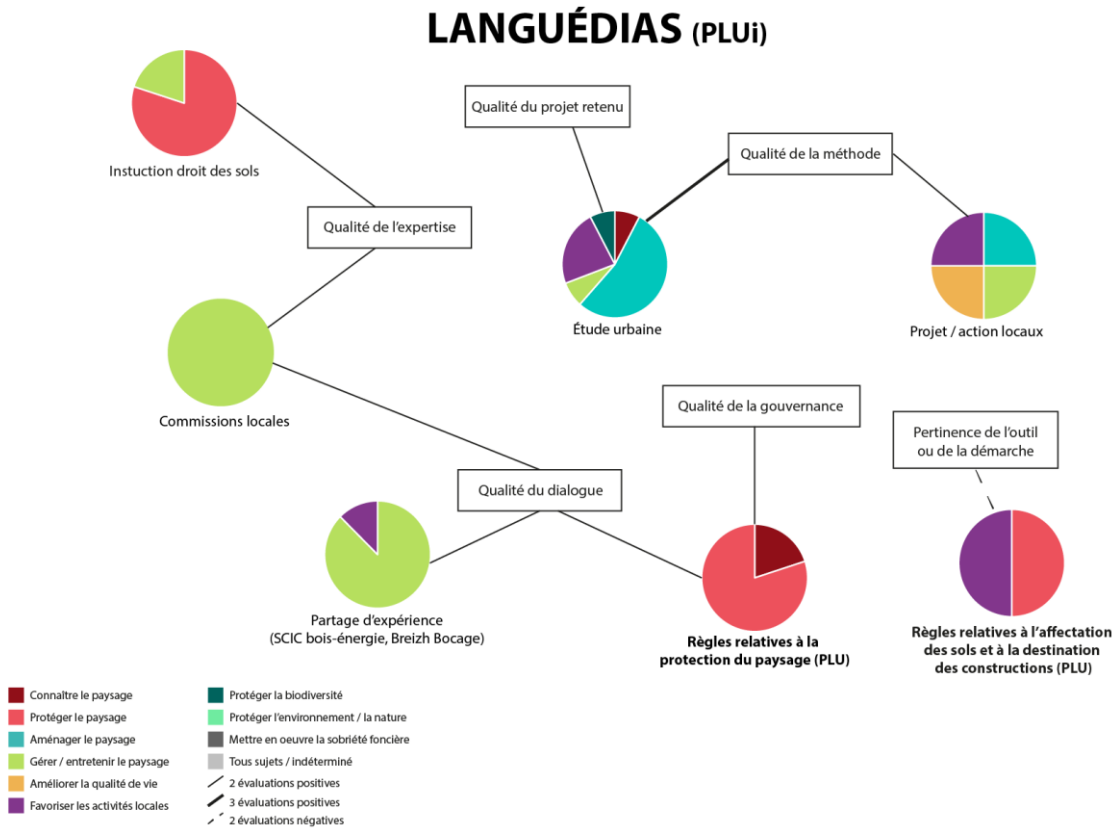 LANGUÉDIAS (PLUi)
Qualité du projet retenu
Qualité de la méthode
Instuction droit des sols
Qualité de l'expertise
Étude urbaine
Projet / action locaux
Commissions locales
Qualité de la gouvernance
Pertinence de l'outil
ou de la démarche
Qualité du dialogue
Partage d'expérience
(SCIC bois-énergie, Breizh Bocage)
Règles relatives à la
protection du paysage (PLU)
Règles relatives à l'affectation
des sols et à la destination
des constructions (PLU)
Connaître le paysage
Protéger le paysage
Aménager le paysage
Gérer / entretenir le paysage
Améliorer la qualité de vie
Favoriser les activités locales
Protéger la biodiversité
Protéger l'environnement / la nature
Mettre en oeuvre la sobriété foncière
Tous sujets / indéterminé
2 évaluations positives
3 évaluations positives
2 évaluations négatives